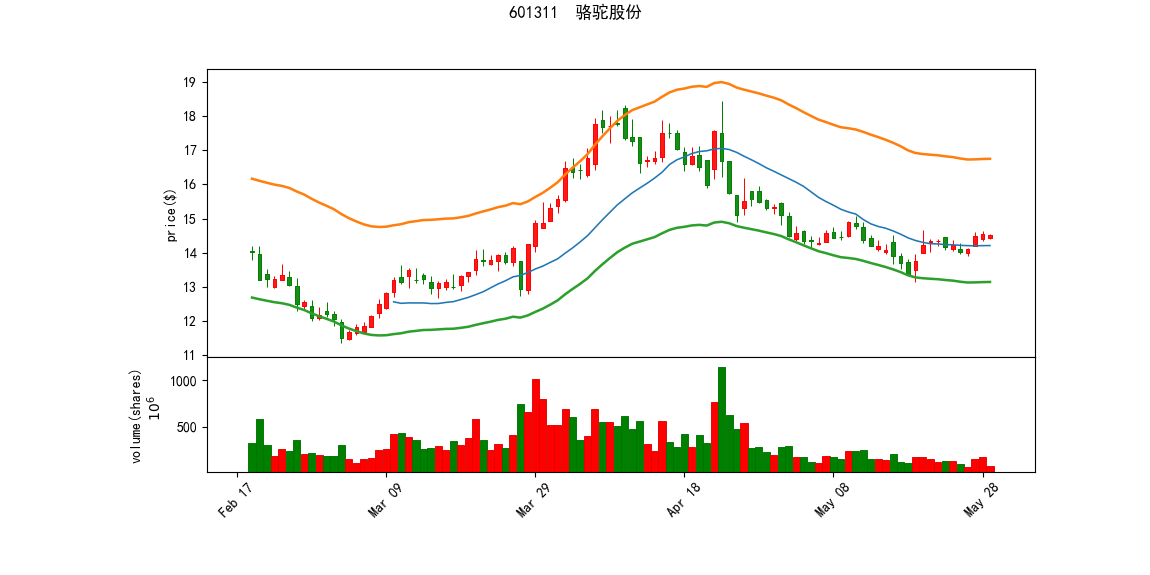 601311  骆驼股份
19
18
17
16
15
14
13
12
11
price($)
1000
500
volume(shares)
10^6
Feb 17
Mar 09
Mar 29
Apr 18
May 08
May 28